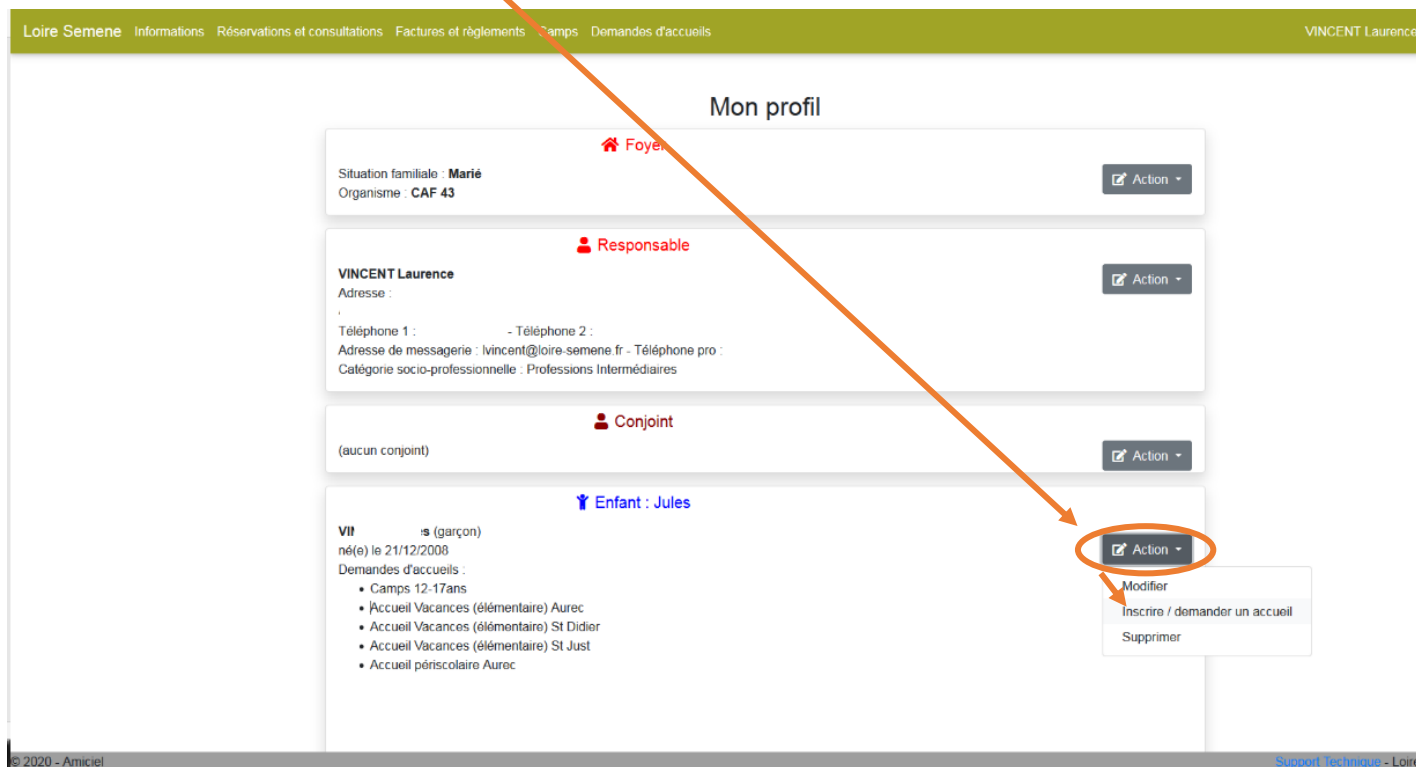 Loire Semene Informations Réservations et consultations Factures et règlements Camps Demandes d'accueils VINCENT Laurence
Mon profil
Foyer
Situation familiale : Marié
Organisme : CAF 43
Action
Responsable
VINCENT Laurence
Adresse :
Action
Téléphone 1 : - Téléphone 2 :
Adresse de messagerie : lvincent@loire-semene.fr - Téléphone pro :
Catégorie socio-professionnelle : Professions Intermédiaires
Conjoint
(aucun conjoint)
Action
Enfant : Jules
(garçon)
né(e) le 21/12/2008
Action
Demandes d'accueils :
• Camps 12-17ans
• Accueil Vacances (élémentaire) Aurec
• Accueil Vacances (élémentaire) St Didier
• Accueil Vacances (élémentaire) St Just
• Accueil périscolaire Aurec
Modifier
Inscrire / demander un accueil
Supprimer
© 2020 - Amiciel
Support Technique - Loire